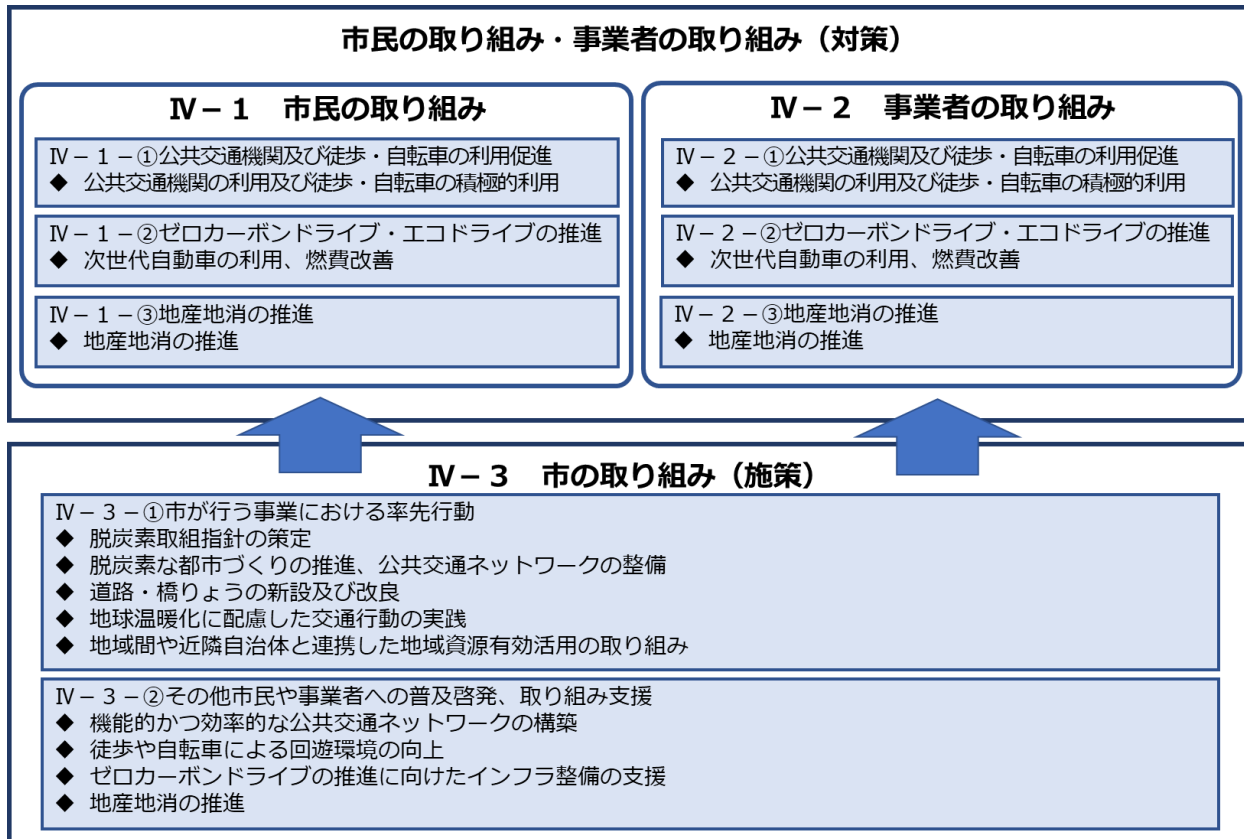 市民の取り組み・事業者の取り組み（対策）
Ⅳ－１　市民の取り組み
Ⅳ－１－①公共交通機関及び徒歩・自転車の利用促進
◆ 公共交通機関の利用及び徒歩・自転車の積極的利用
Ⅳ－１－②ゼロカーボンドライブ・エコドライブの推進
◆ 次世代自動車の利用、燃費改善
Ⅳ－１－③地産地消の推進
◆ 地産地消の推進
Ⅳ－２　事業者の取り組み
Ⅳ－２－①公共交通機関及び徒歩・自転車の利用促進
◆ 公共交通機関の利用及び徒歩・自転車の積極的利用
Ⅳ－２－②ゼロカーボンドライブ・エコドライブの推進
◆ 次世代自動車の利用、燃費改善
Ⅳ－２－③地産地消の推進
◆ 地産地消の推進
Ⅳ－３　市の取り組み（施策）
Ⅳ－３－①市が行う事業における率先行動
◆ 脱炭素取組指針の策定
◆ 脱炭素な都市づくりの推進、公共交通ネットワークの整備
◆ 道路・橋りょうの新設及び改良
◆ 地球温暖化に配慮した交通行動の実践
◆ 地域間や近隣自治体と連携した地域資源有効活用の取り組み
Ⅳ－３－②その他市民や事業者への普及啓発、取り組み支援
◆ 機能的かつ効率的な公共交通ネットワークの構築
◆ 徒歩や自転車による回遊環境の向上
◆ ゼロカーボンドライブの推進に向けたインフラ整備の支援
◆ 地産地消の推進